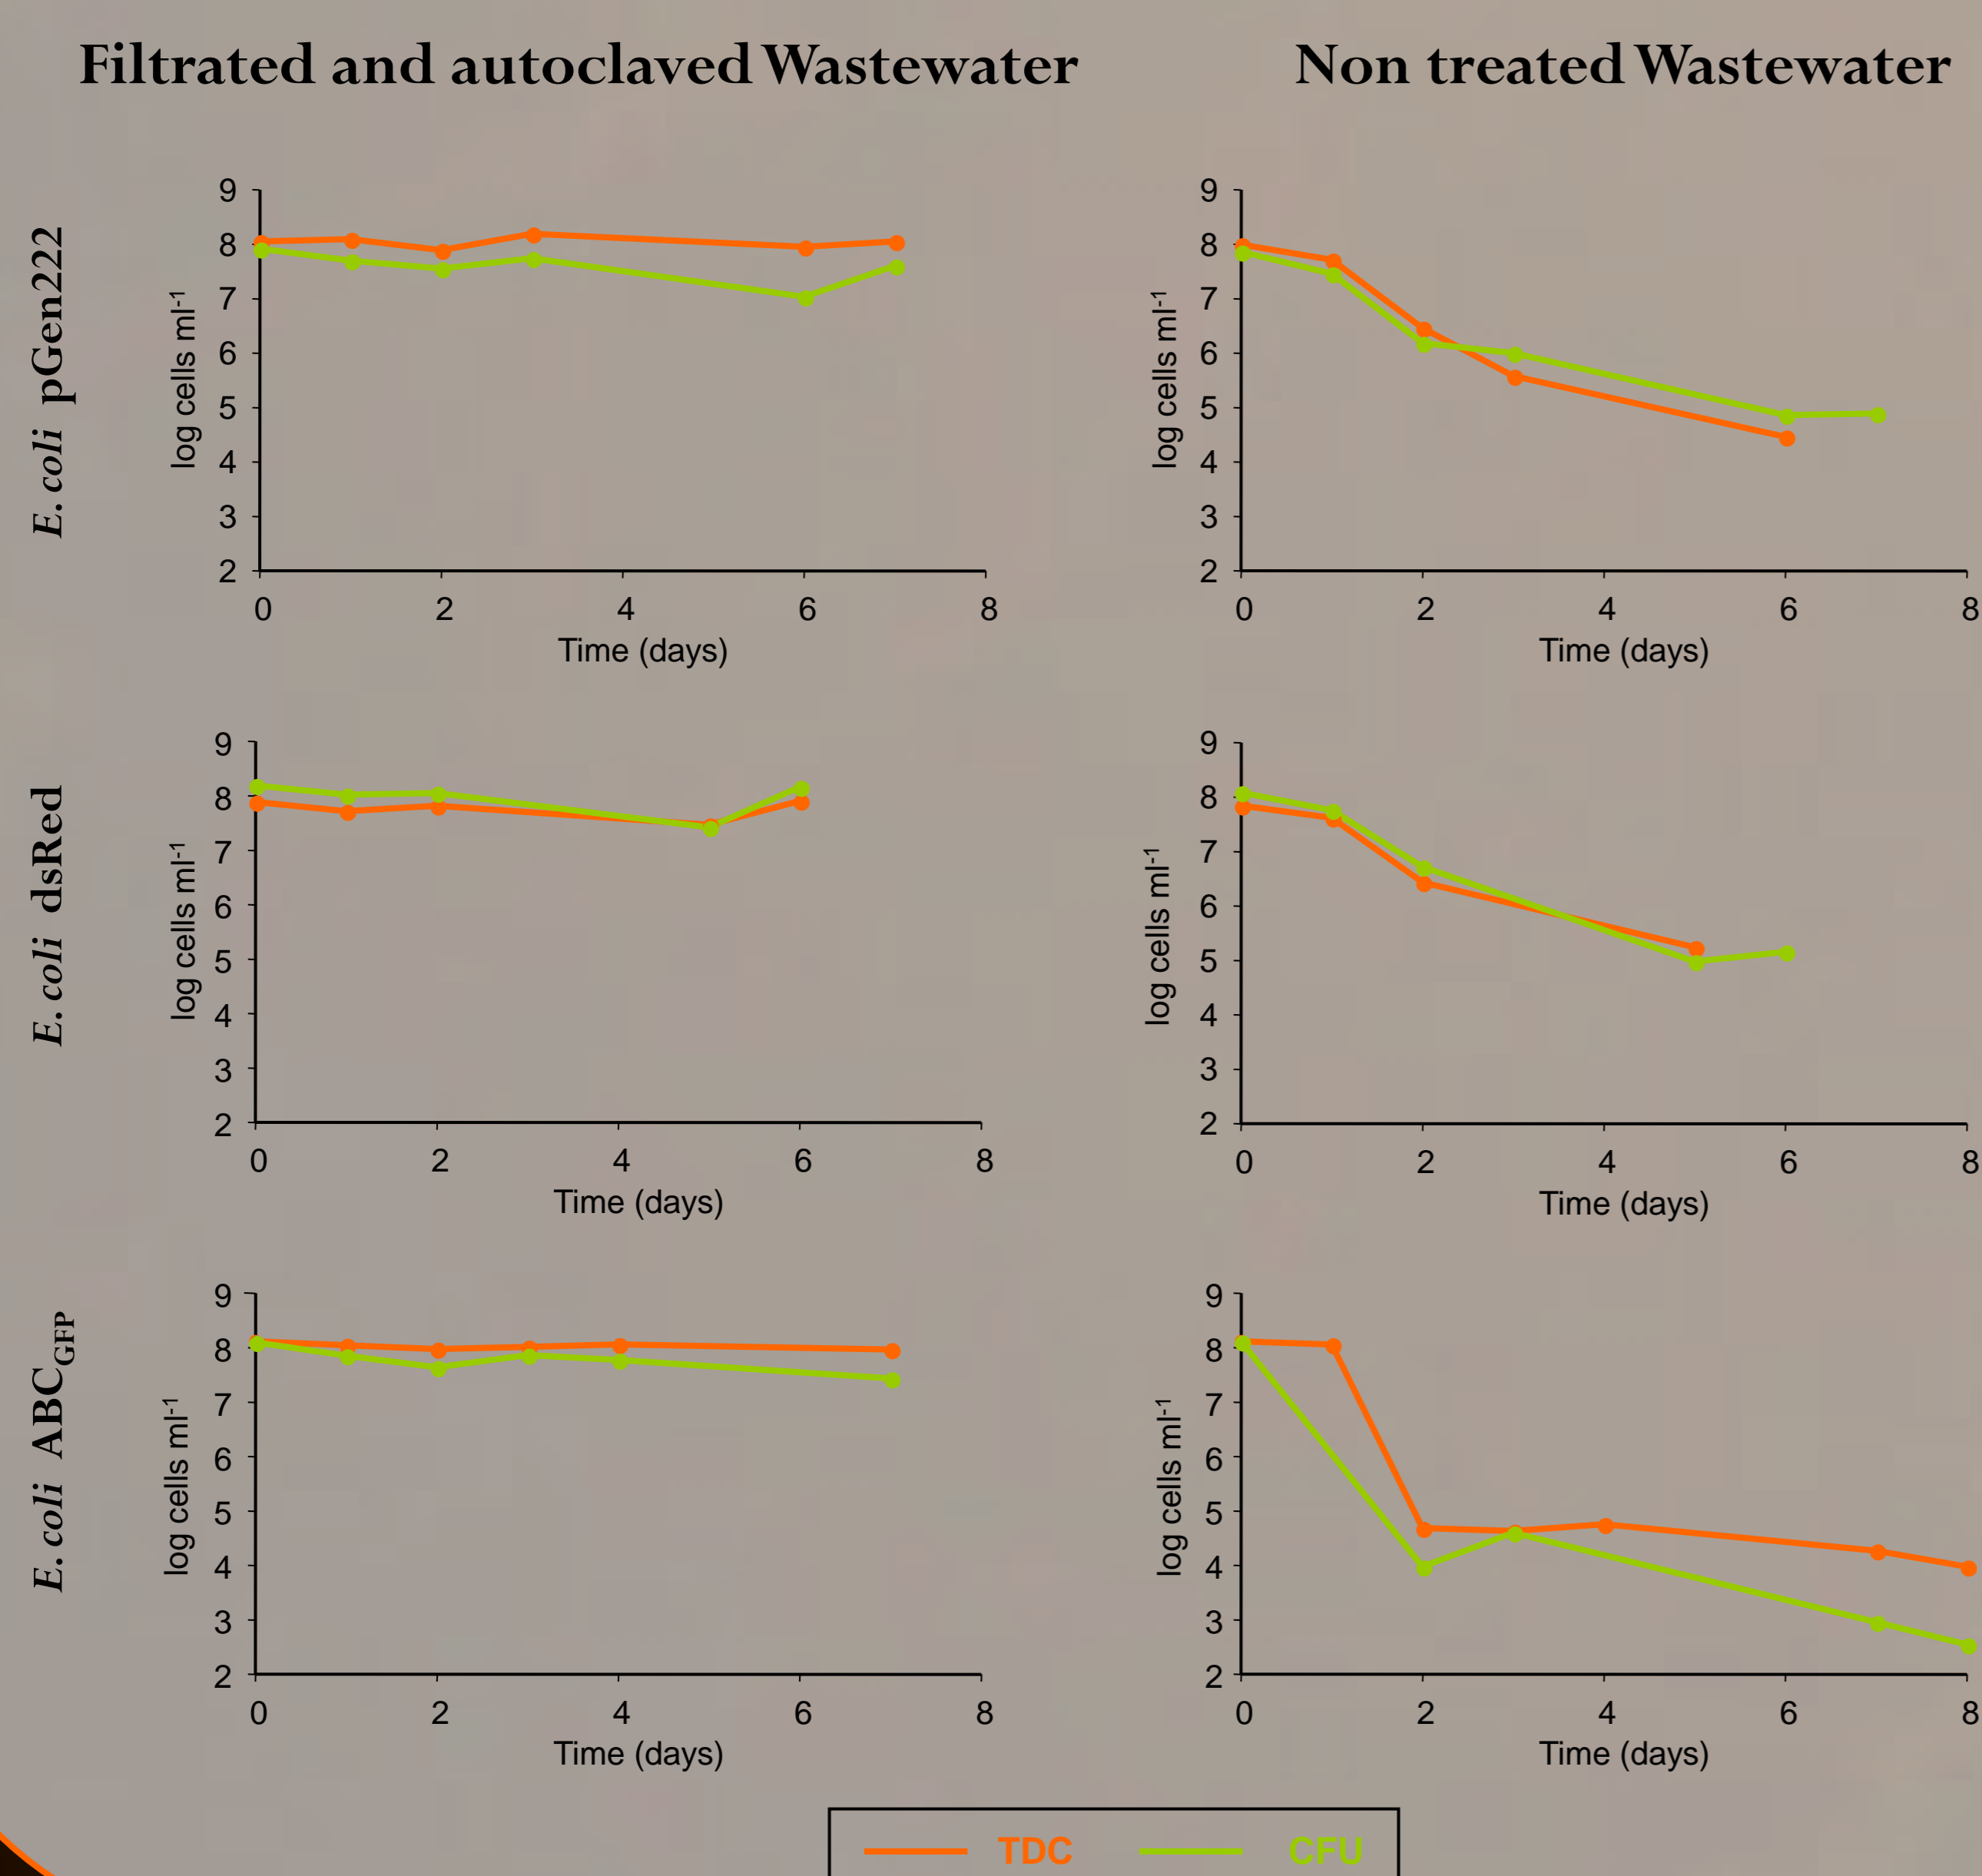 Filtrated and autoclaved Wastewater
Non treated Wastewater
E. coli pGen222
9
8
7
6
5
4
3
2
log cells ml-1
0 2 4 6 8
Time (days)
9
8
7
6
5
4
3
2
log cells ml-1
0 2 4 6 8
Time (days)
E. coli dsRed
9
8
7
6
5
4
3
2
log cells ml-1
0 2 4 6 8
Time (days)
9
8
7
6
5
4
3
2
log cells ml-1
0 2 4 6 8
Time (days)
E. coli ABCGFP
9
8
7
6
5
4
3
2
log cells ml-1
0 2 4 6 8
Time (days)
9
8
7
6
5
4
3
2
log cells ml-1
0 2 4 6 8
Time (days)
TDC CFU